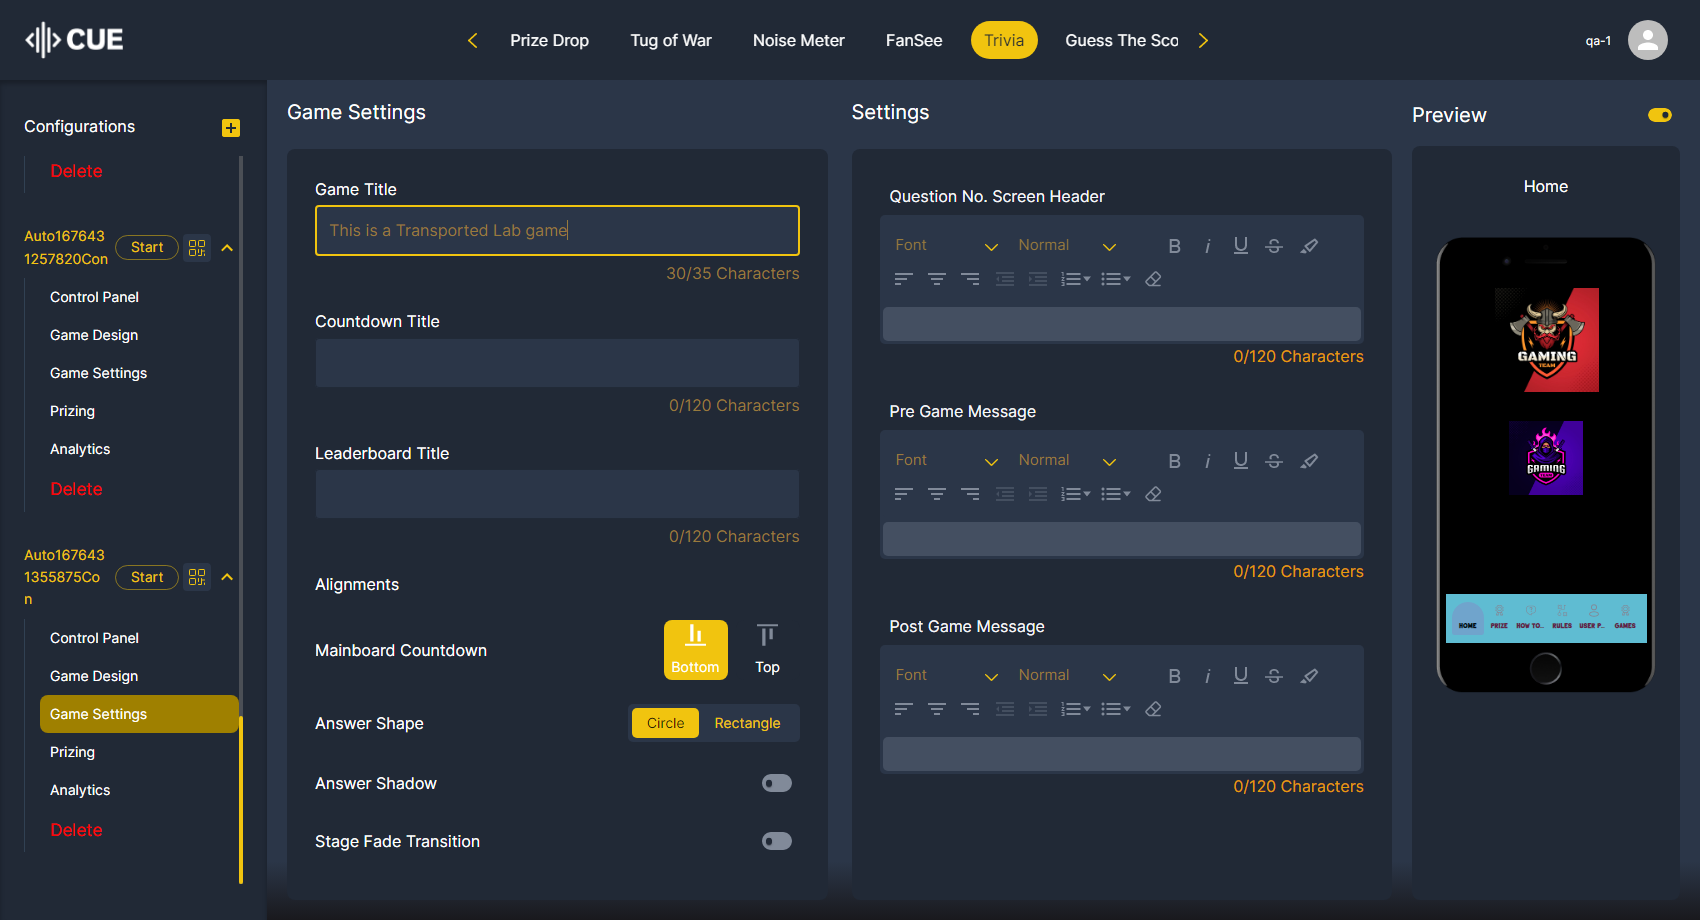 CUE
Prize Drop
Tug of War
Noise Meter
FanSee
Trivia
Guess The Sco
qa-1
Configurations
Delete
Auto167643
1257820Con
Start
Control Panel
Game Design
Game Settings
Prizing
Analytics
Delete
Auto167643
1355875Co
n
Start
Control Panel
Game Design
Game Settings
Prizing
Analytics
Delete
Game Settings
Game Title
This is a Transported Lab game
30/35 Characters
Countdown Title
0/120 Characters
Leaderboard Title
0/120 Characters
Alignments
Mainboard Countdown
Bottom
Top
Answer Shape
Circle
Rectangle
Answer Shadow
Stage Fade Transition
Settings
Question No. Screen Header
Font
Normal
B
i
U
S
0/120 Characters
Pre Game Message
Font
Normal
B
i
U
S
0/120 Characters
Post Game Message
Font
Normal
B
i
U
S
0/120 Characters
Preview
Home
GAMING
TEAM
GAMING
HOME
PRIZE
HOW TO...
RULES
USER P...
GAMES